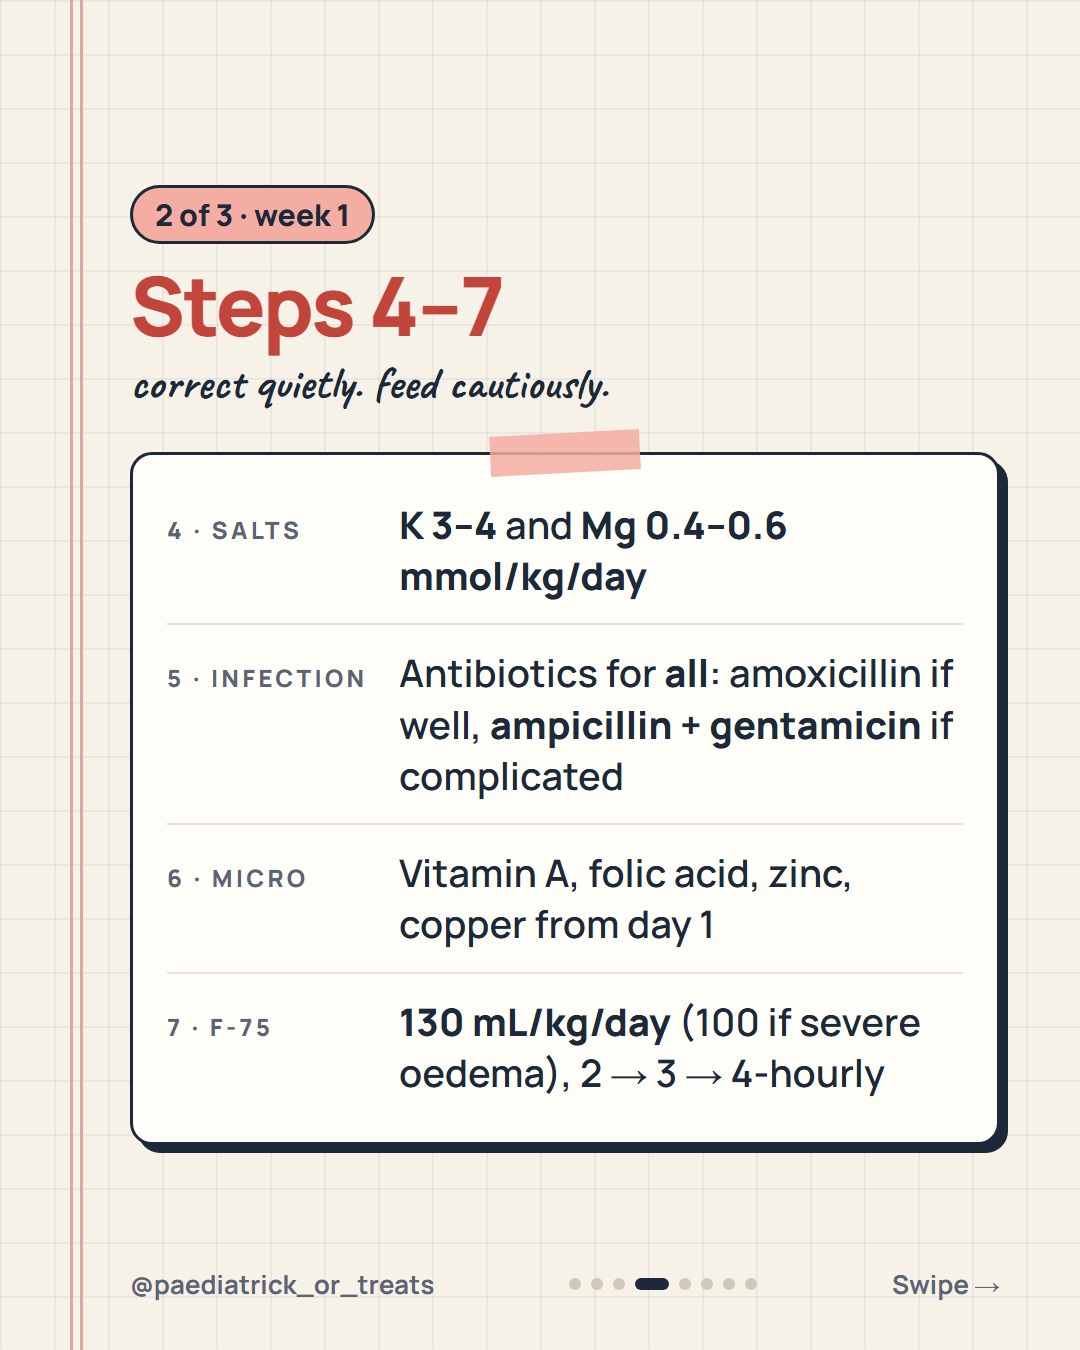 2 of 3 · week 1
Steps 4–7
correct quietly. feed cautiously.
4 · SALTS
K 3–4 and Mg 0.4–0.6
mmol/kg/day
5 · INFECTION
Antibiotics for all: amoxicillin if
well, ampicillin + gentamicin if
complicated
6 · MICRO
Vitamin A, folic acid, zinc,
copper from day 1
7 · F-75
130 mL/kg/day (100 if severe
oedema), 2 → 3 → 4-hourly
@paediatrick_or_treats
Swipe →